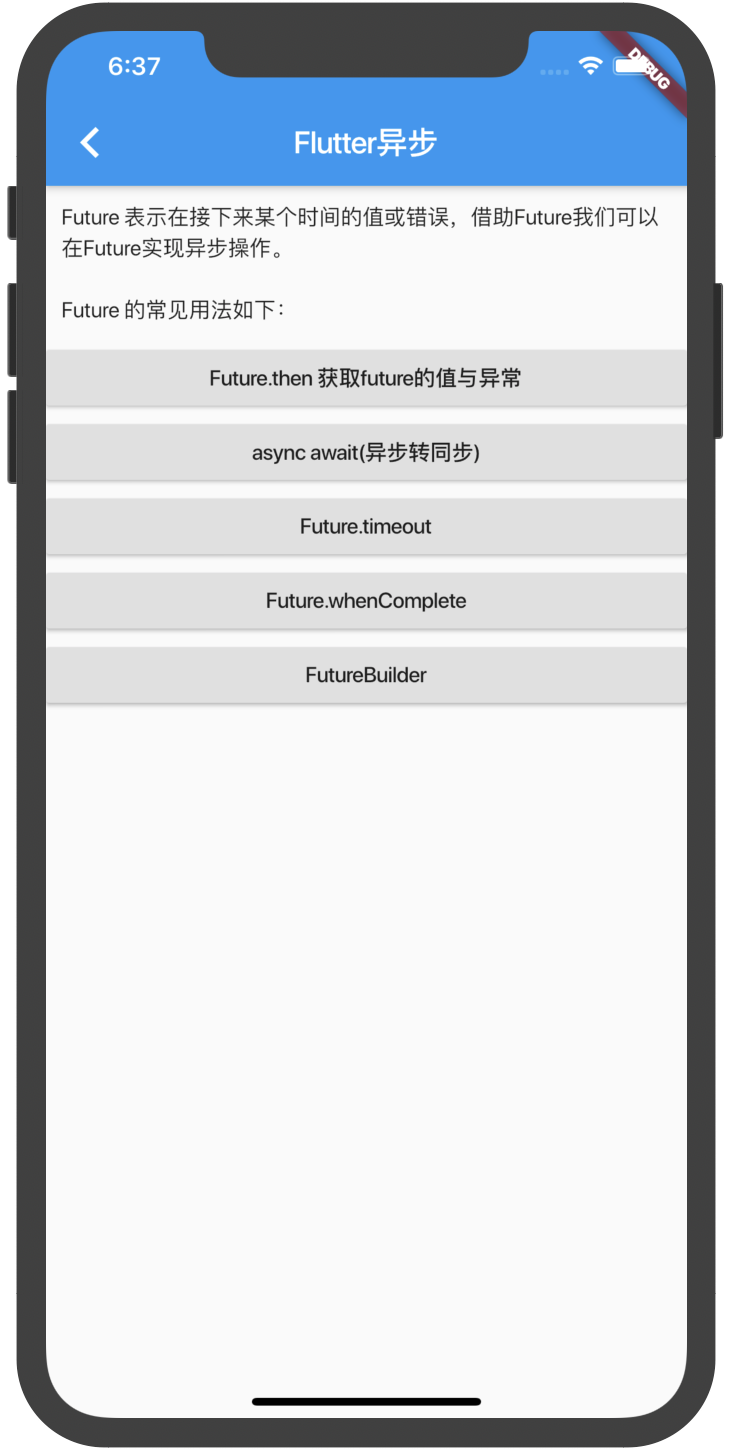 6:37
DEBUG
Flutter异步
Future 表示在接下来某个时间的值或错误，借助Future我们可以
在Future实现异步操作。
Future 的常见用法如下：
Future.then 获取future的值与异常
async await(异步转同步)
Future.timeout
Future.whenComplete
FutureBuilder